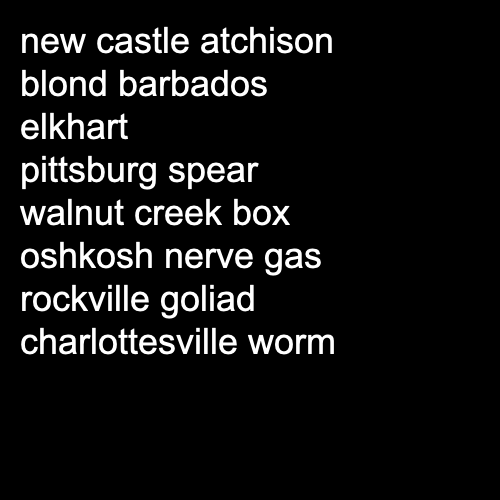 new castle atchison
blond barbados
elkhart
pittsburg spear
walnut creek box
oshkosh nerve gas
rockville goliad
charlottesville worm